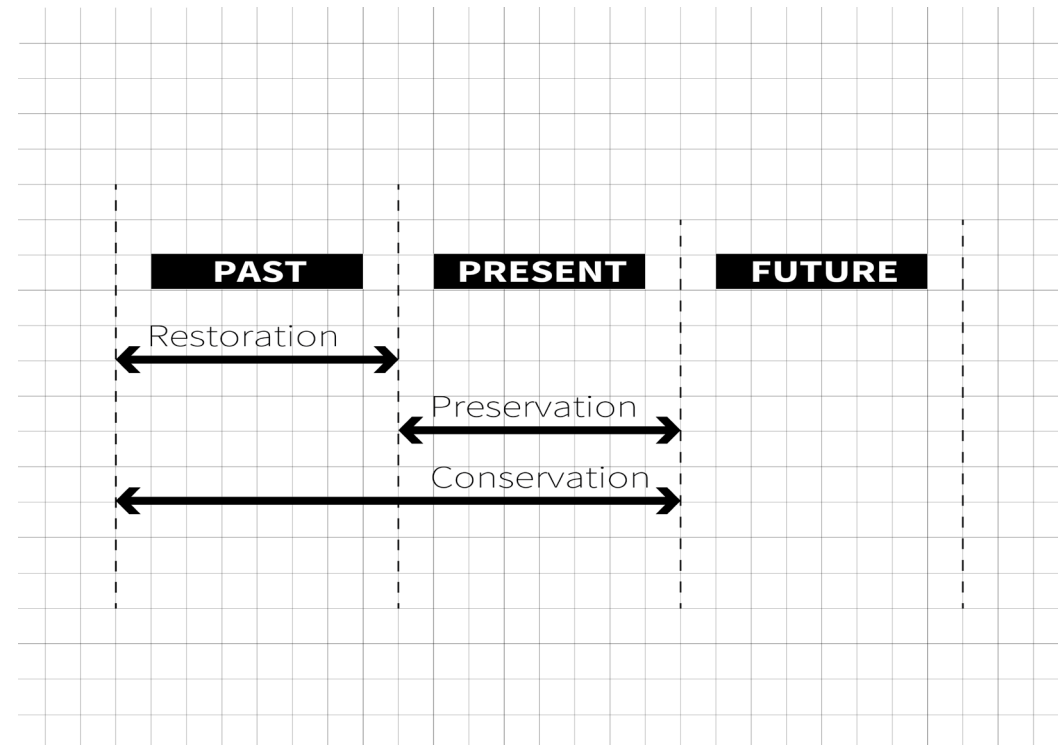 PAST PRESENT FUTURE
Restoration
Preservation
Conservation